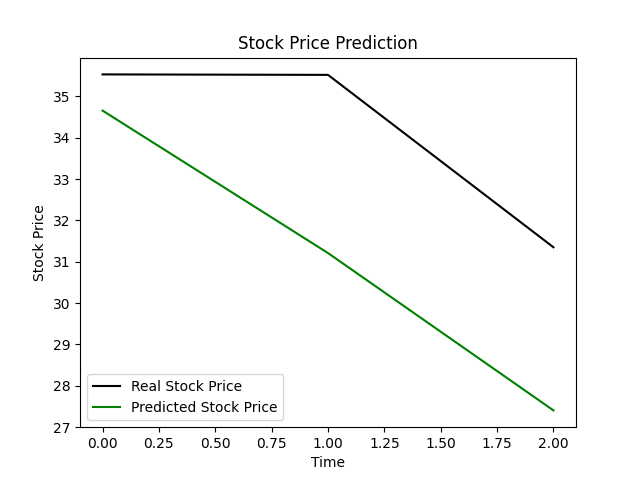 Stock Price Prediction
Stock Price
35
34
33
32
31
30
29
28
27
Real Stock Price
Predicted Stock Price
0.00 0.25 0.50 0.75 1.00 1.25 1.50 1.75 2.00
Time